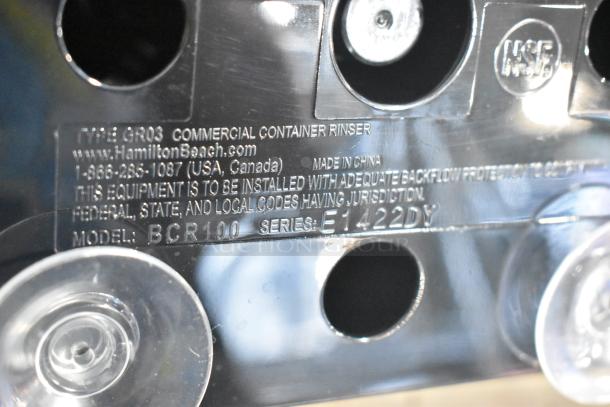 NSF
TYPE GR03 COMMERCIAL CONTAINER RINSER
www.HamiltonBeach.com
1-866-285-1087 (USA, Canada) MADE IN CHINA
THIS EQUIPMENT IS TO BE INSTALLED WITH ADEQUATE BACKFLOW PROTECTION TO COMPLY
FEDERAL, STATE, AND LOCAL CODES HAVING JURISDICTION.
MODEL: BCR100 SERIES: E1422DY
AUCTION GROUP